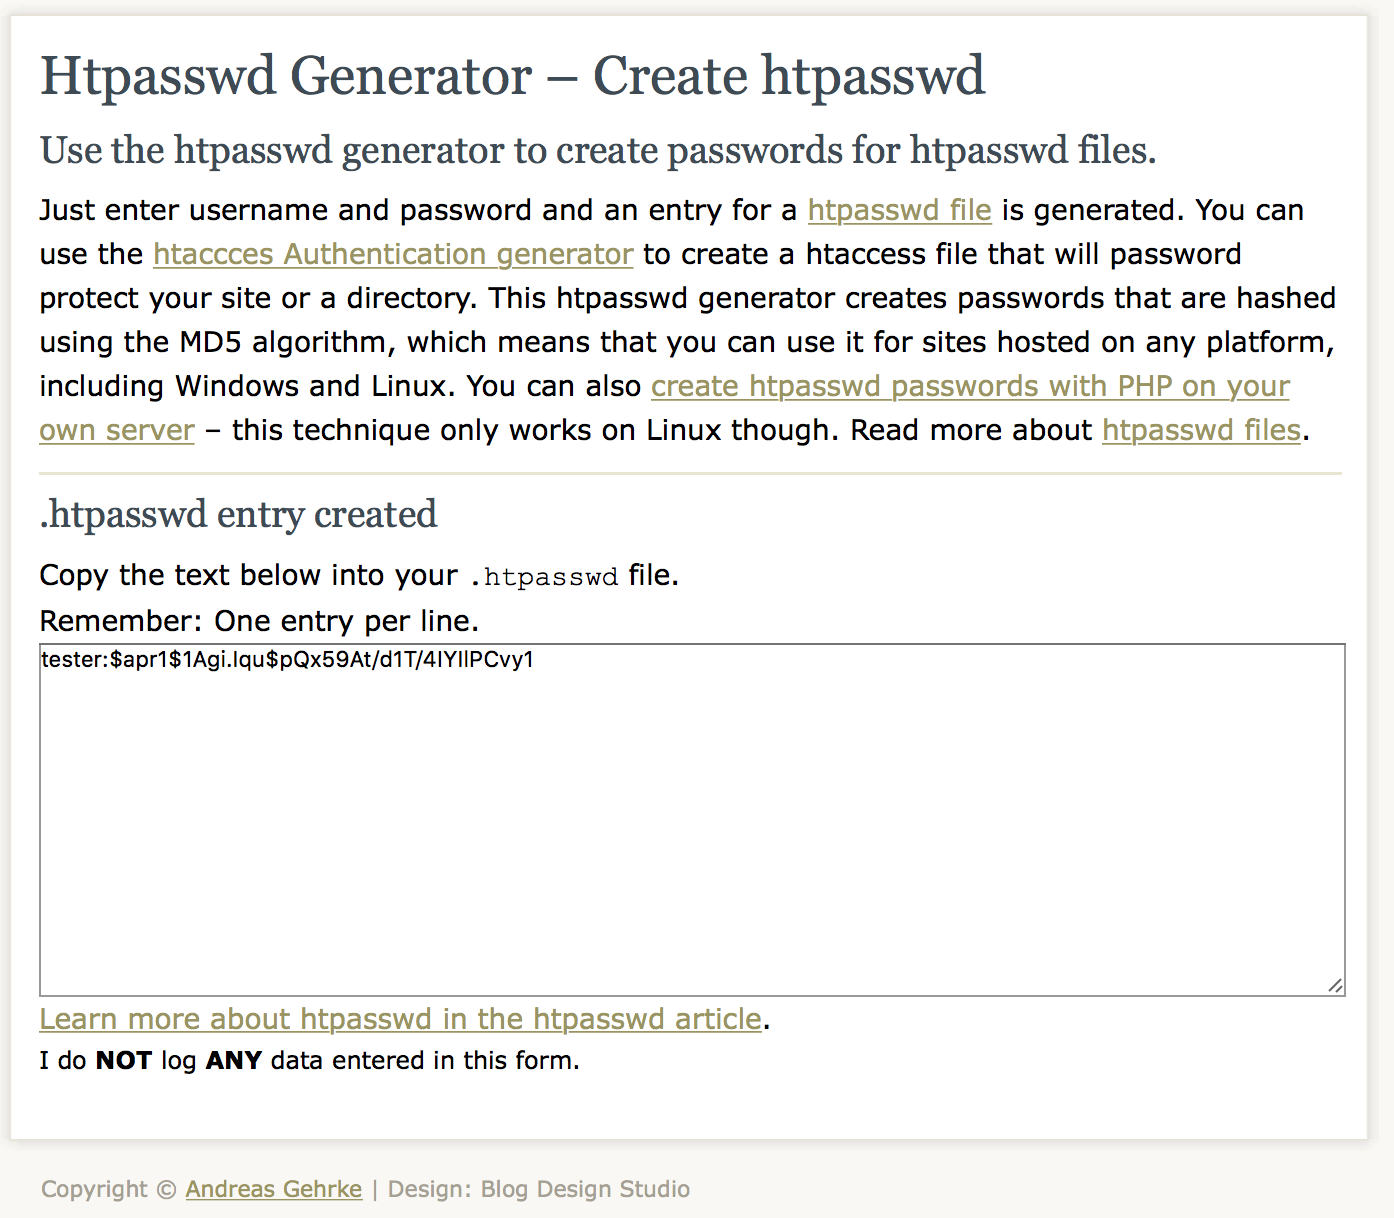 Htpasswd Generator – Create htpasswd
Use the htpasswd generator to create passwords for htpasswd files.
Just enter username and password and an entry for a htpasswd file is generated. You can
use the htaccces Authentication generator to create a htaccess file that will password
protect your site or a directory. This htpasswd generator creates passwords that are hashed
using the MD5 algorithm, which means that you can use it for sites hosted on any platform,
including Windows and Linux. You can also create htpasswd passwords with PHP on your
own server – this technique only works on Linux though. Read more about htpasswd files.
.htpasswd entry created
Copy the text below into your .htpasswd file.
Remember: One entry per line.
tester:$apr1$1Agi.Iqu$pQx59At/d1T/4IYIlPCvy1
Learn more about htpasswd in the htpasswd article.
I do NOT log ANY data entered in this form.
Copyright © Andreas Gehrke | Design: Blog Design Studio